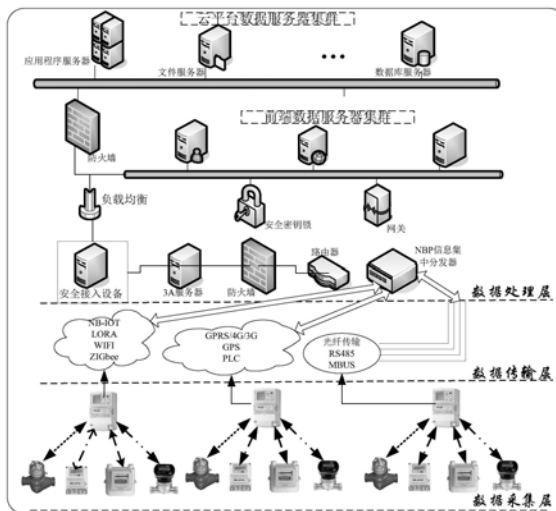 云平台数据服务器集群
应用程序服务器
文件服务器
数据库服务器
前端数据服务器集群
防火墙
负载均衡
安全密钥锁
网关
安全接入设备
3A服务器
防火墙
路由器
NBP信息集
中分发器
数据处理层
NB-IOT
LORA
WIFI
ZIGbee
GPRS/4G/3G
GPS
PLC
光纤传输
RS485
MBUS
数据传输层
数据采集层